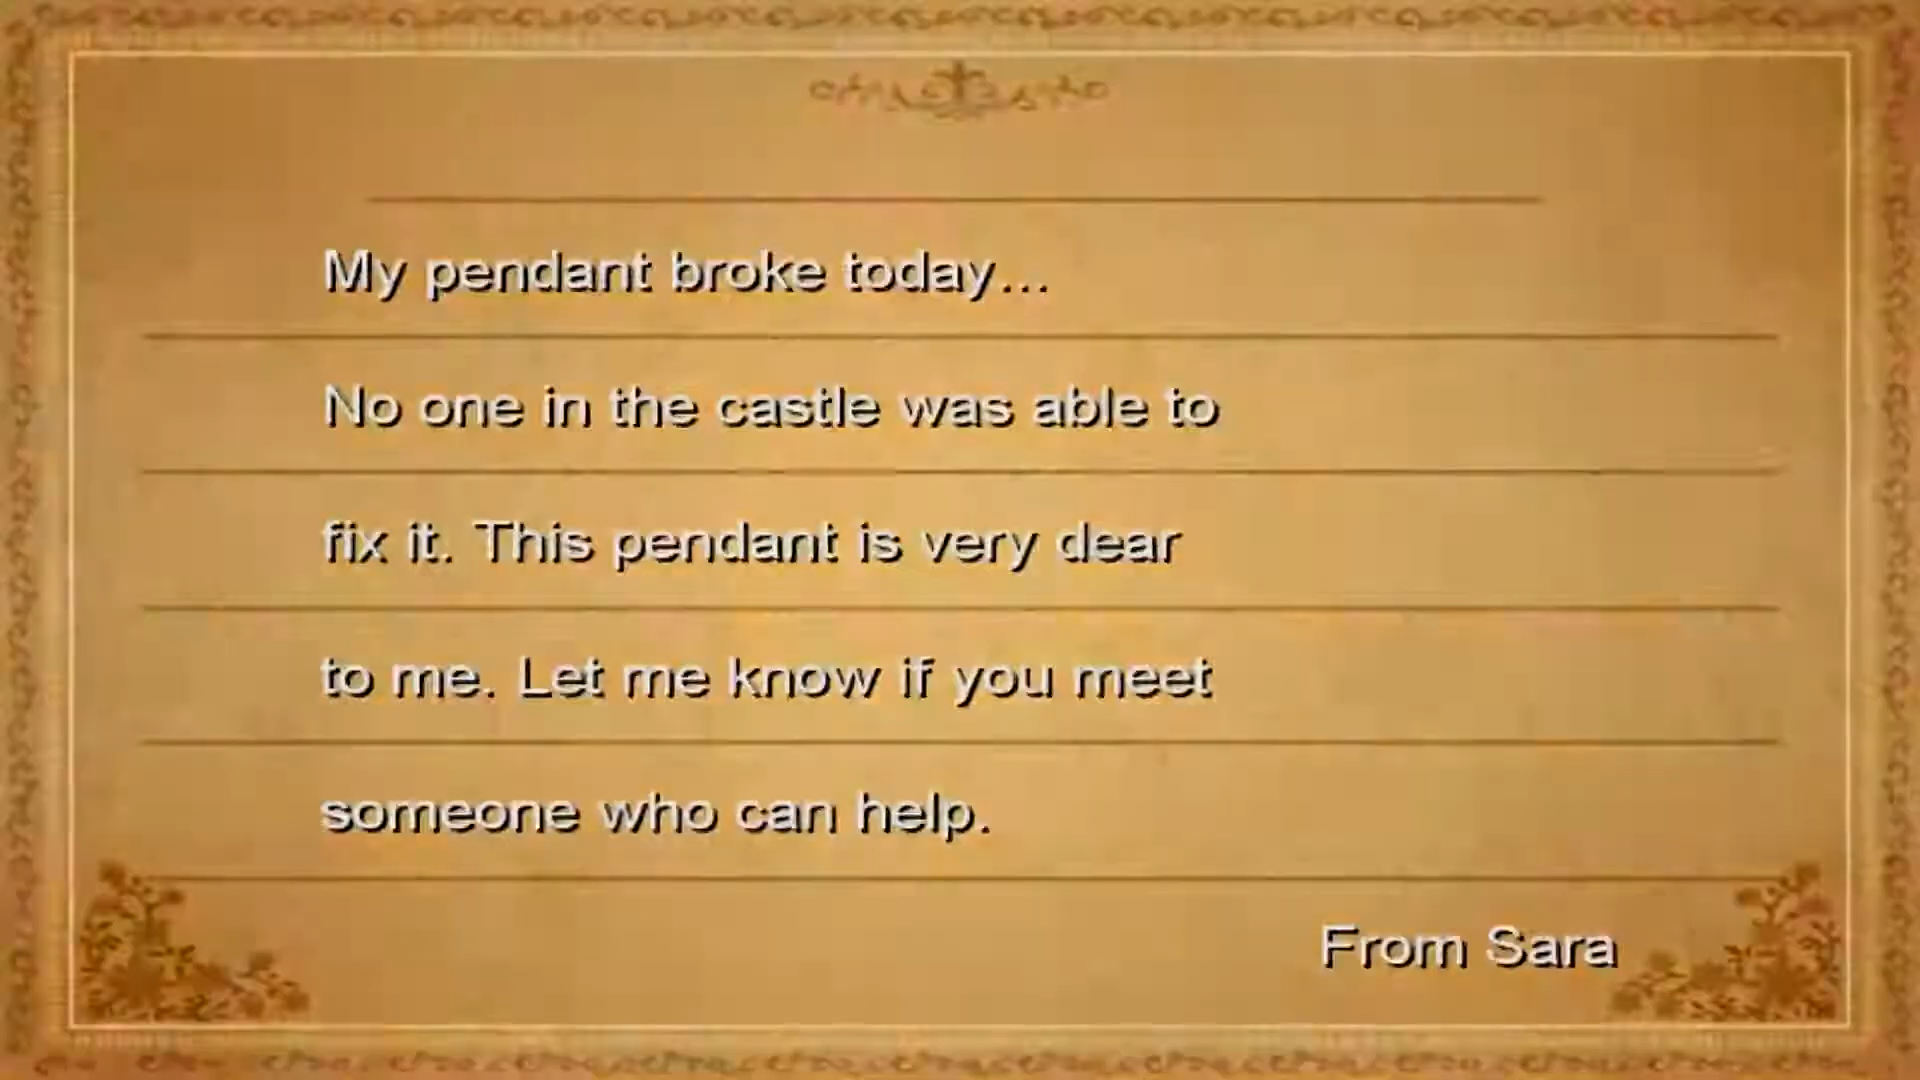 My pendant broke today...
No one in the castle was able to
fix it. This pendant is very dear
to me. Let me know if you meet
someone who can help.
From Sara